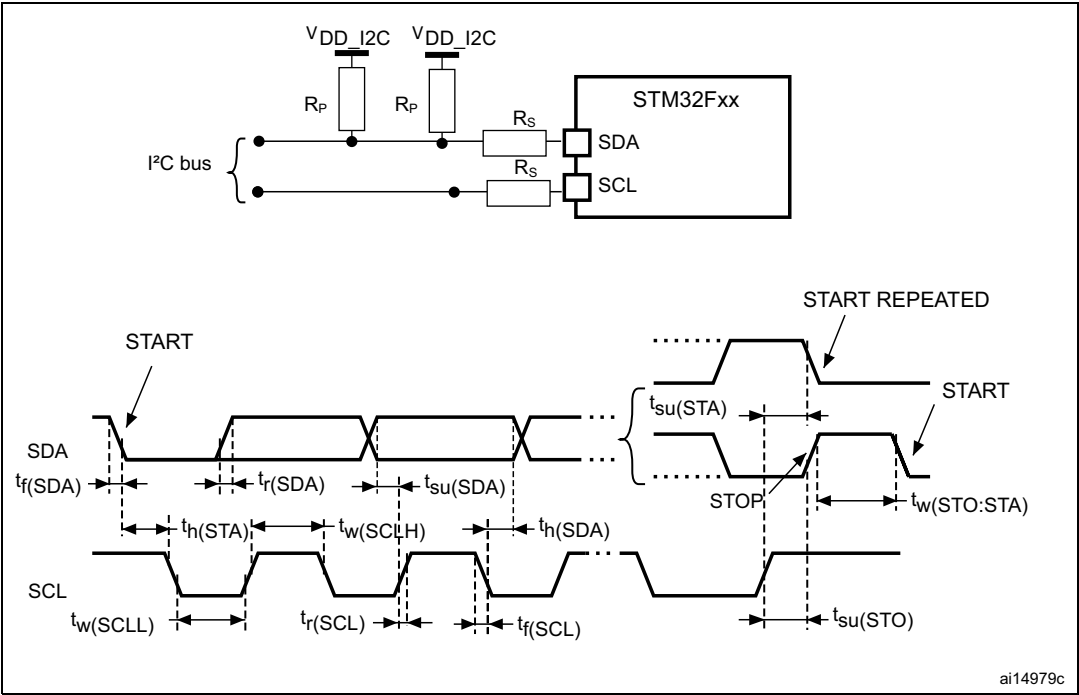 VDD_I2C VDD_I2C
RP RP
STM32Fxx
RS
SDA
I²C bus
RS
SCL
START REPEATED
START
START
tsu(STA)
SDA
tf(SDA) tr(SDA) tsu(SDA)
STOP
tw(STO:STA)
th(STA) tw(SCLH) th(SDA)
SCL
tw(SCLL) tr(SCL) tf(SCL) tsu(STO)
ai14979c